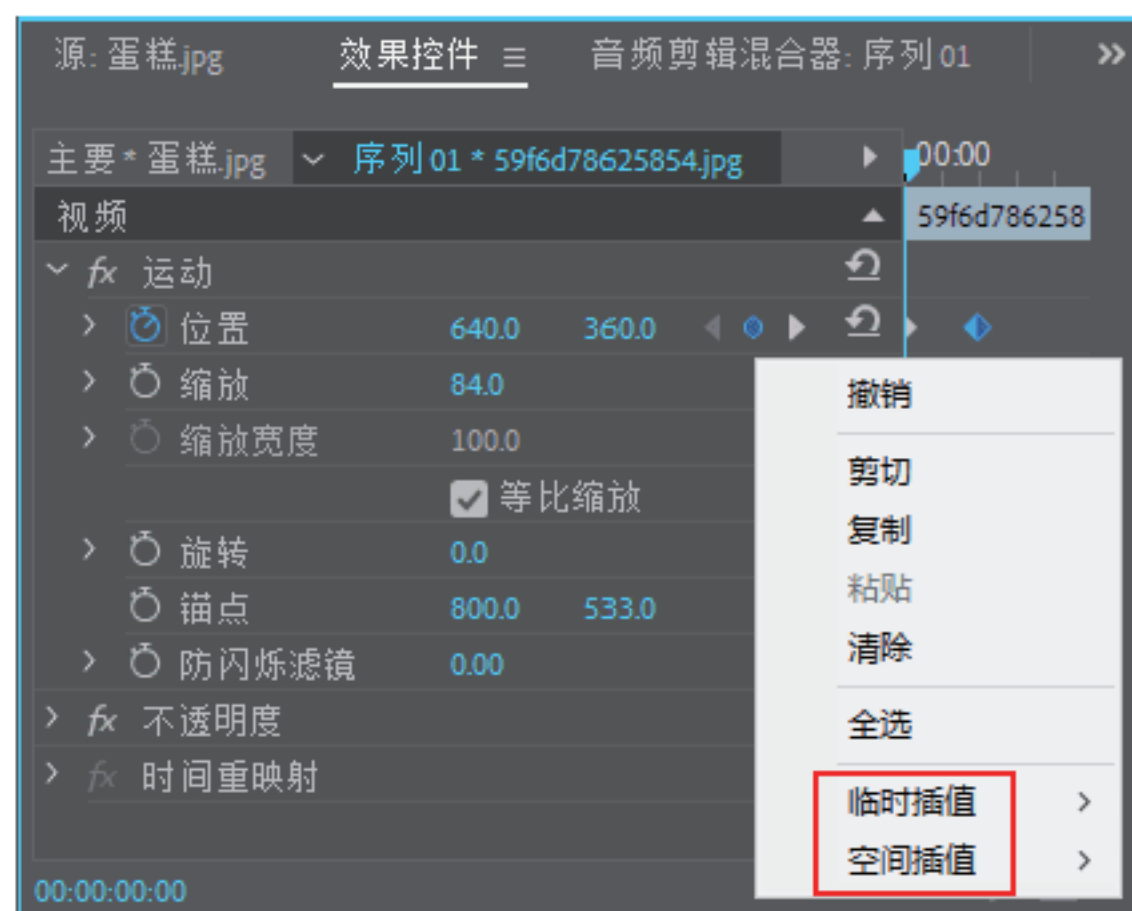 源: 蛋糕.jpg 效果控件 ≡ 音频剪辑混合器: 序列 01 »
主要 * 蛋糕.jpg 序列 01 * 59f6d78625854.jpg 00:00
视频 59f6d786258
fx 运动
位置 640.0 360.0
缩放 84.0
缩放宽度 100.0
等比缩放
旋转 0.0
锚点 800.0 533.0
防闪烁滤镜 0.00
fx 不透明度
fx 时间重映射
00:00:00:00
撤销
剪切
复制
粘贴
清除
全选
临时插值 >
空间插值 >